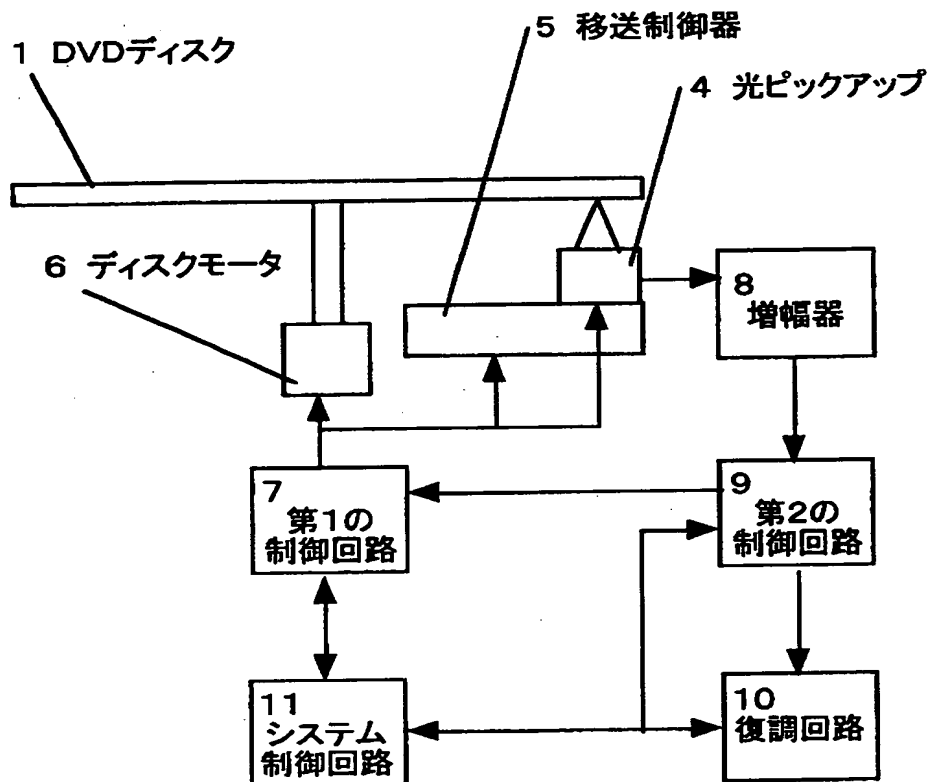 5 移送制御器
1 DVDディスク
4 光ピックアップ
6 ディスクモータ
8
増幅器
7
第1の
制御回路
9
第2の
制御回路
11
システム
制御回路
10
復調回路